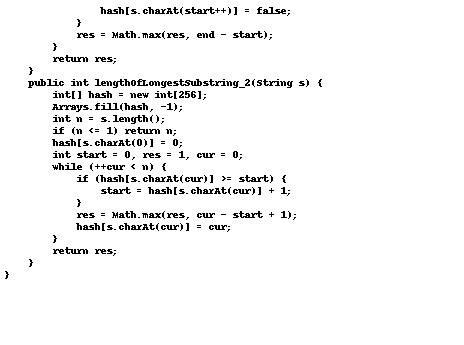 hash[s.charAt(start++)] = false;
            }
            res = Math.max(res, end - start);
        }
        return res;
    }
    public int lengthOfLongestSubstring_2(String s) {
        int[] hash = new int[256];
        Arrays.fill(hash, -1);
        int n = s.length();
        if (n <= 1) return n;
        hash[s.charAt(0)] = 0;
        int start = 0, res = 1, cur = 0;
        while (++cur < n) {
            if (hash[s.charAt(cur)] >= start) {
                start = hash[s.charAt(cur)] + 1;
            }
            res = Math.max(res, cur - start + 1);
            hash[s.charAt(cur)] = cur;
        }
        return res;
    }
}